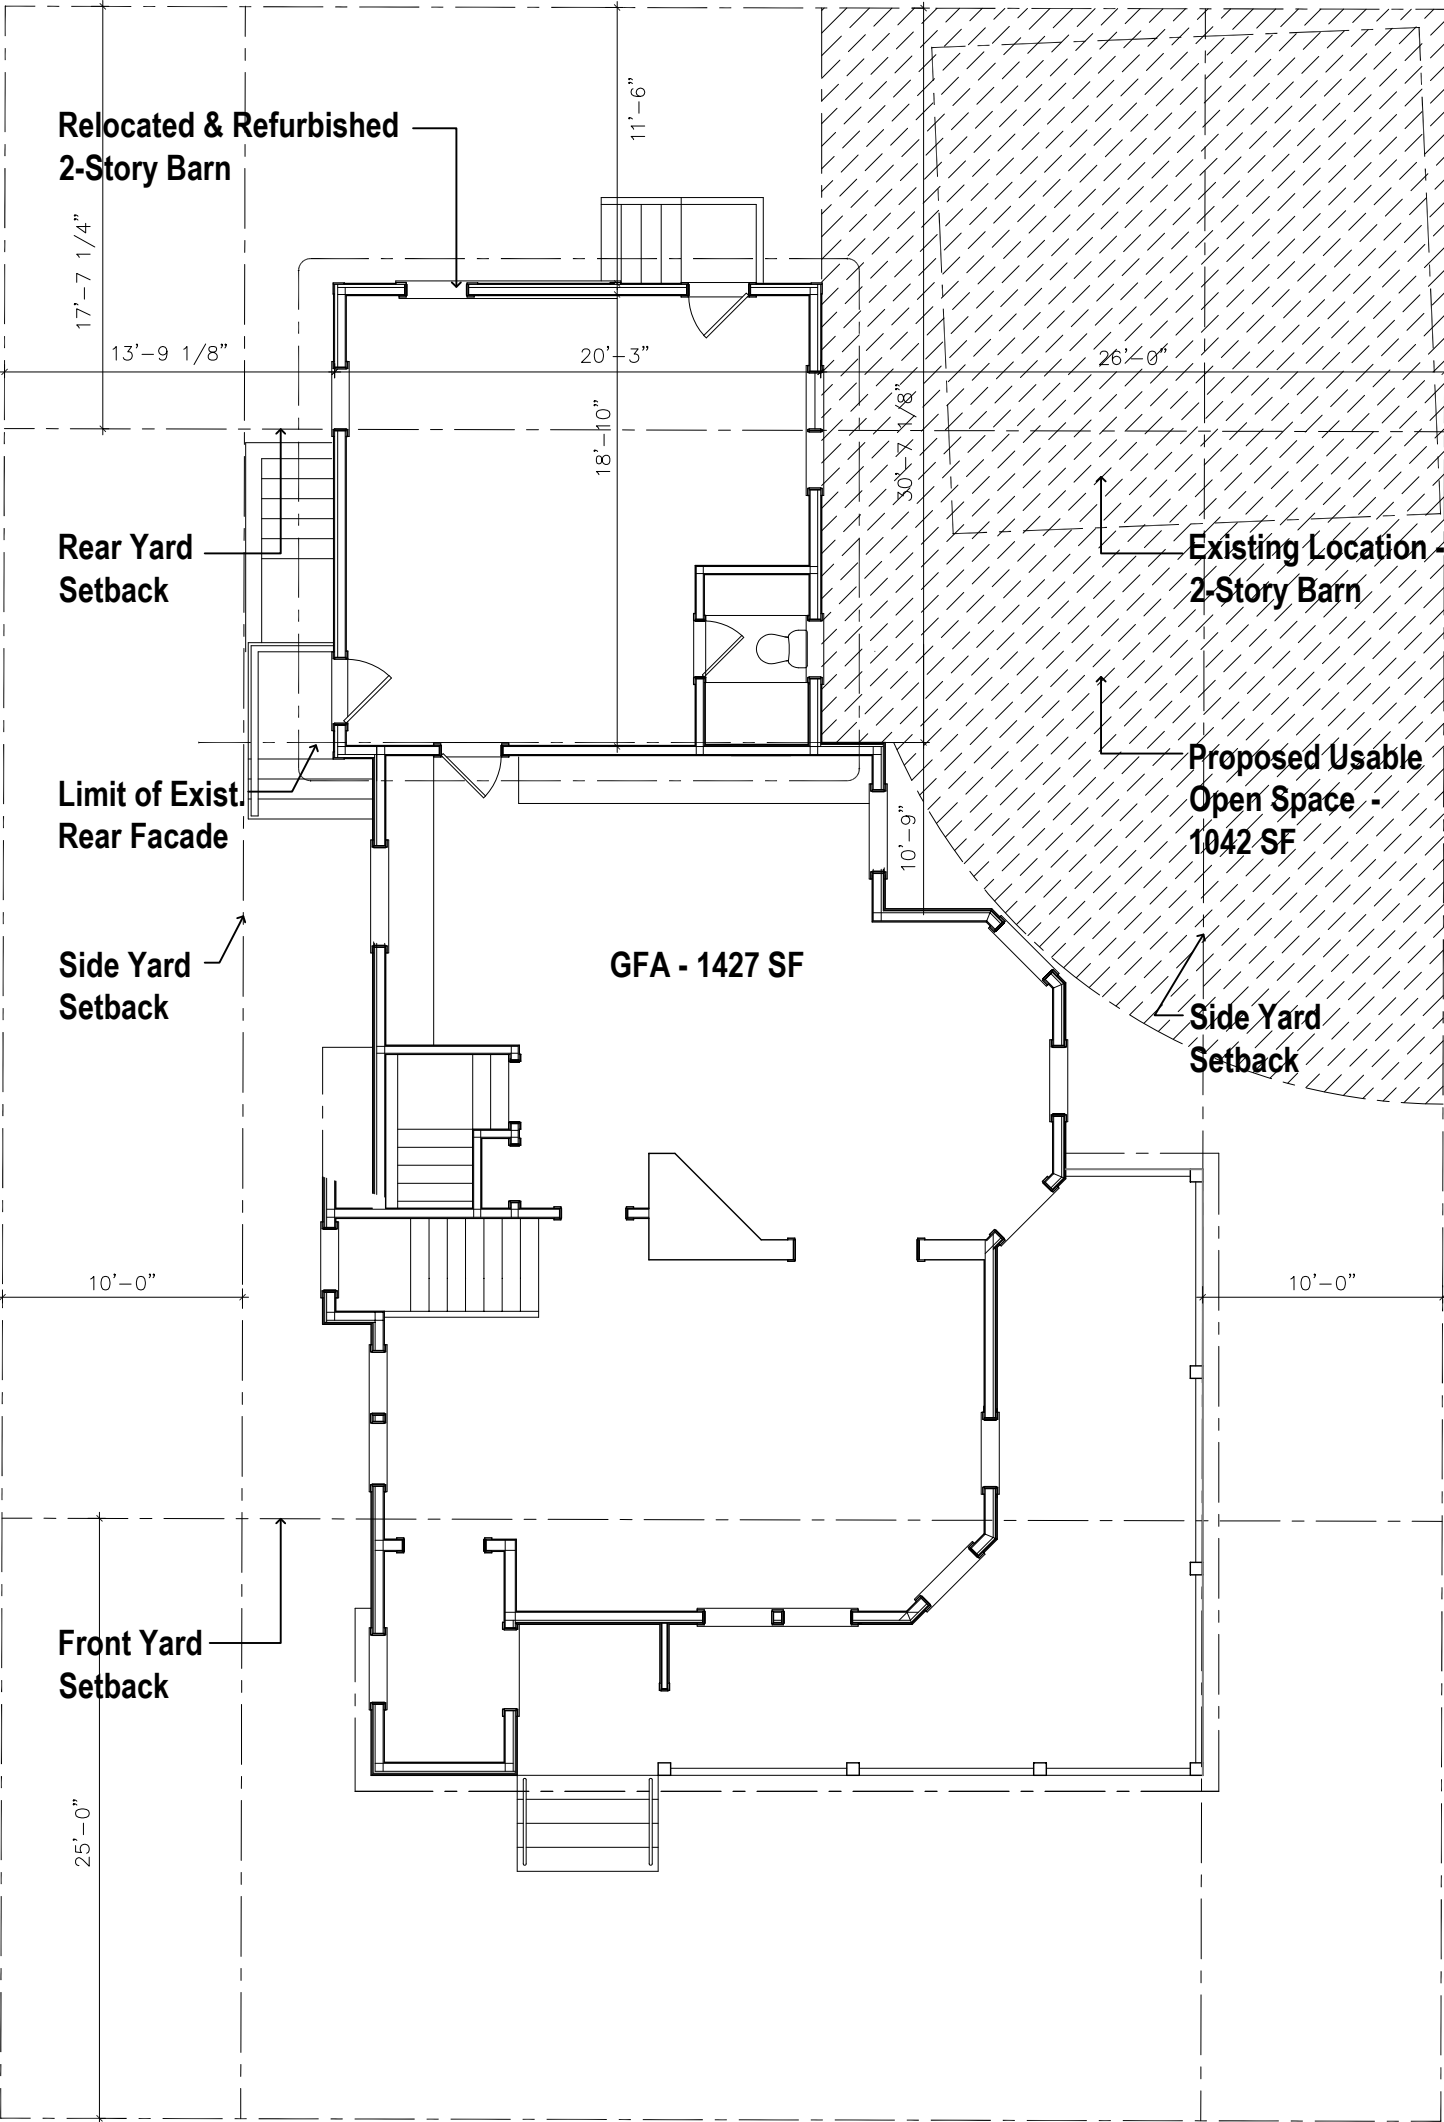 11'-6"
Relocated & Refurbished
2-Story Barn
17'-7 1/4"
13'-9 1/8"
20'-3"
26'-0"
18'-10"
30'-7 1/8"
Rear Yard
Setback
Existing Location -
2-Story Barn
Limit of Exist.
Rear Facade
Proposed Usable
Open Space -
1042 SF
10'-9"
Side Yard
Setback
GFA - 1427 SF
Side Yard
Setback
10'-0"
10'-0"
Front Yard
Setback
25'-0"